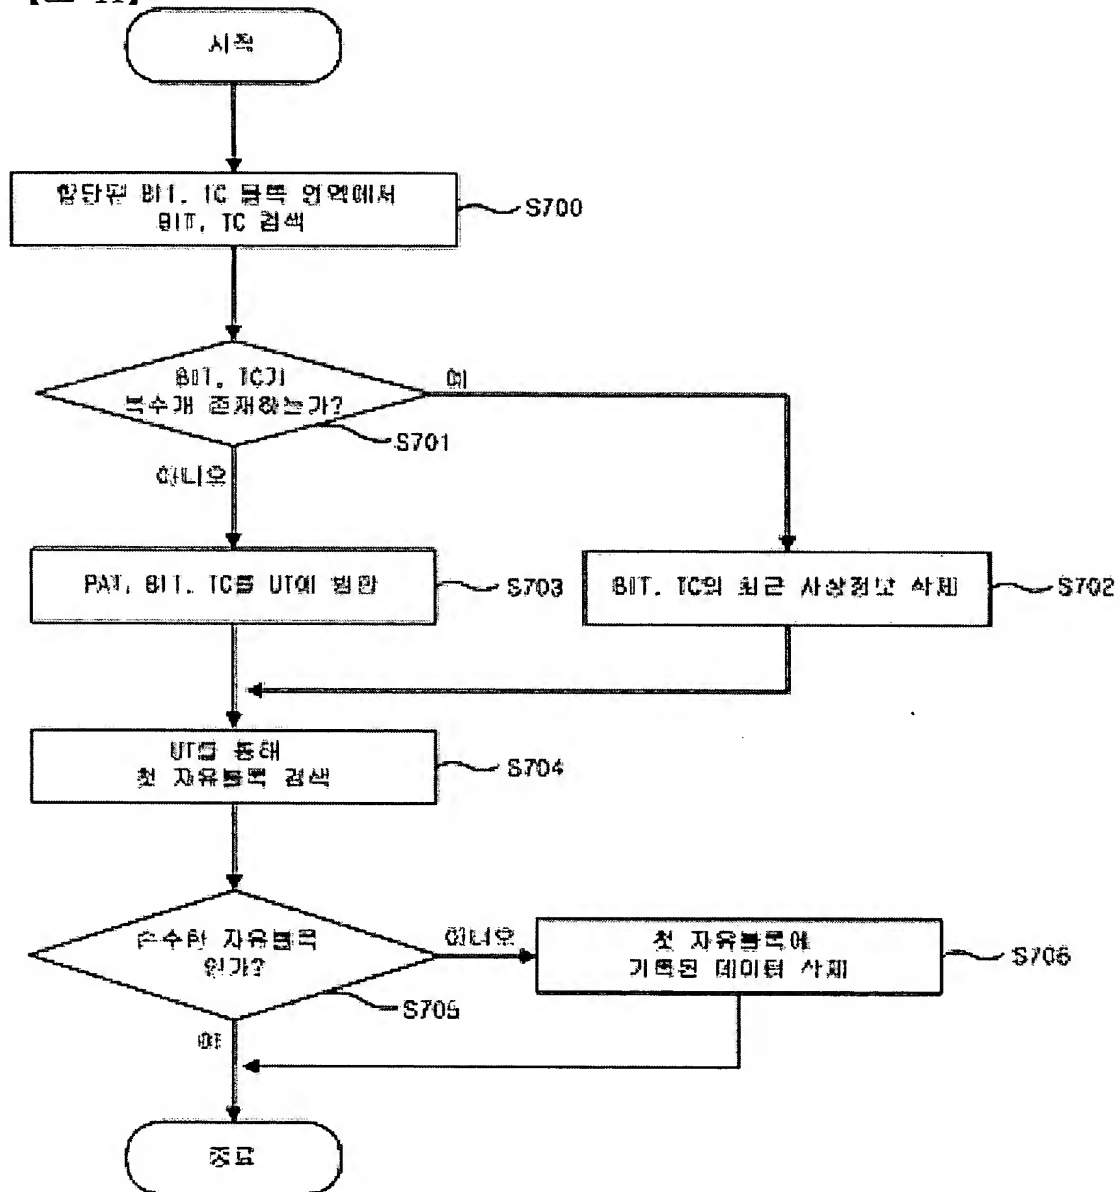 시작
할당된 BIT, TC 블록 영역에서
BIT, TC 검색
S700
BIT, TC가
복수개 존재하는가?
예
S701
아니오
PAT, BIT, TC를 UT에
S703
BIT, TC의 최근 사상정보 삭제
S702
UT를 통해
첫 자유블록 검색
S704
순수한 자유블록
인가?
아니오
S705
예
첫 자유블록에
기록된 데이터 삭제
S706
종료